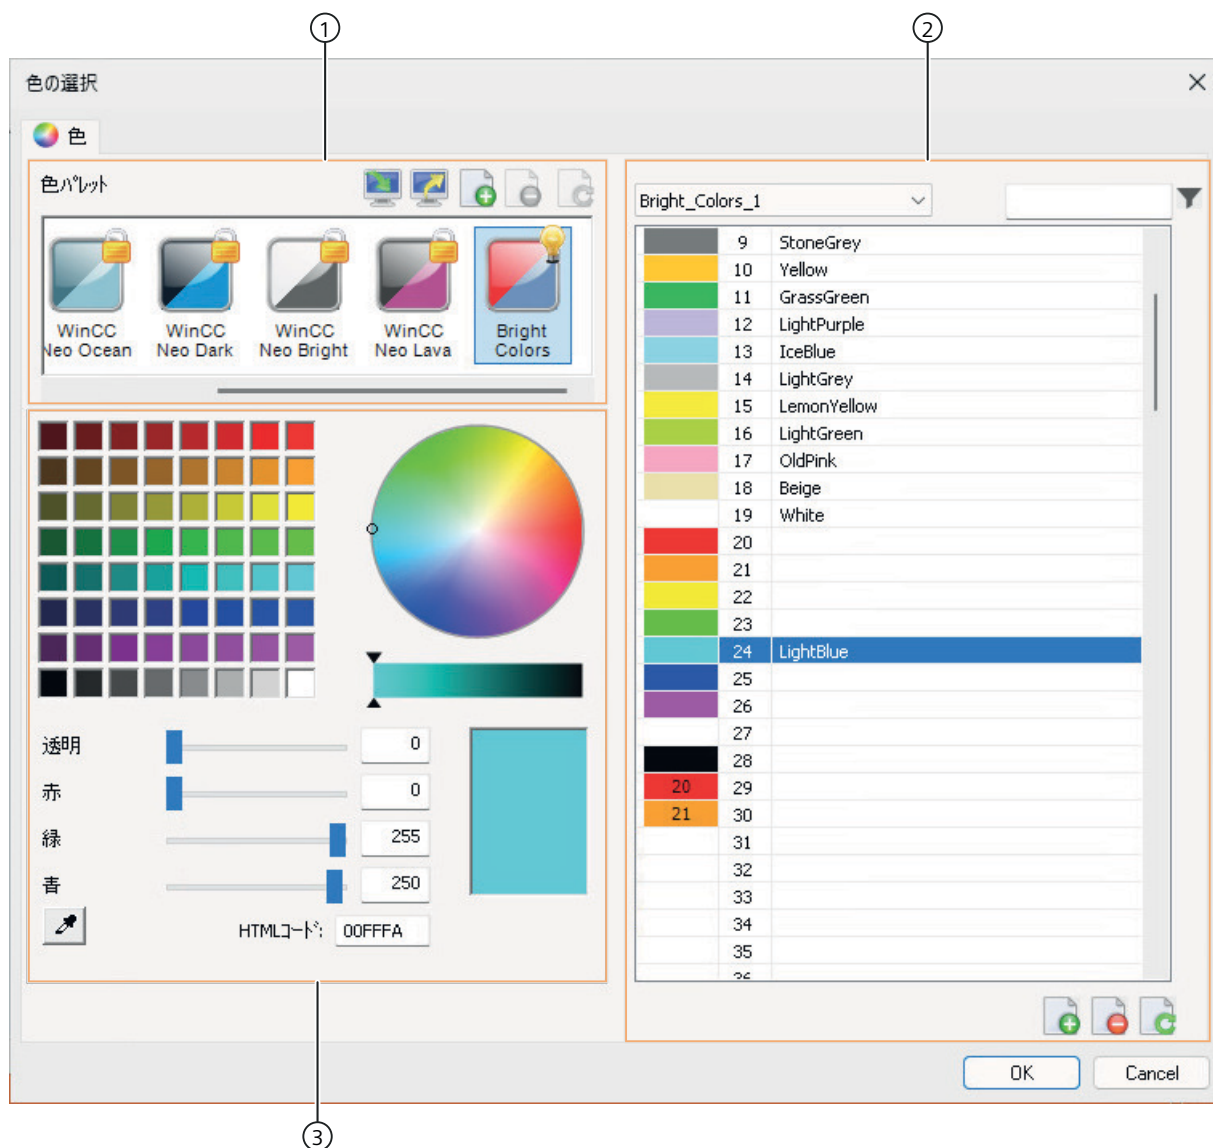 ① ②
色の選択
色
色パレット
WinCC Neo Ocean
WinCC Neo Dark
WinCC Neo Bright
WinCC Neo Lava
Bright Colors
透明 0
赤 0
緑 255
青 250
HTMLコード: 00FFFA
Bright_Colors_1
9 StoneGrey
10 Yellow
11 GrassGreen
12 LightPurple
13 IceBlue
14 LightGrey
15 LemonYellow
16 LightGreen
17 OldPink
18 Beige
19 White
20
21
22
23
24 LightBlue
25
26
27
28
20 29
21 30
31
32
33
34
35
36
OK Cancel
③